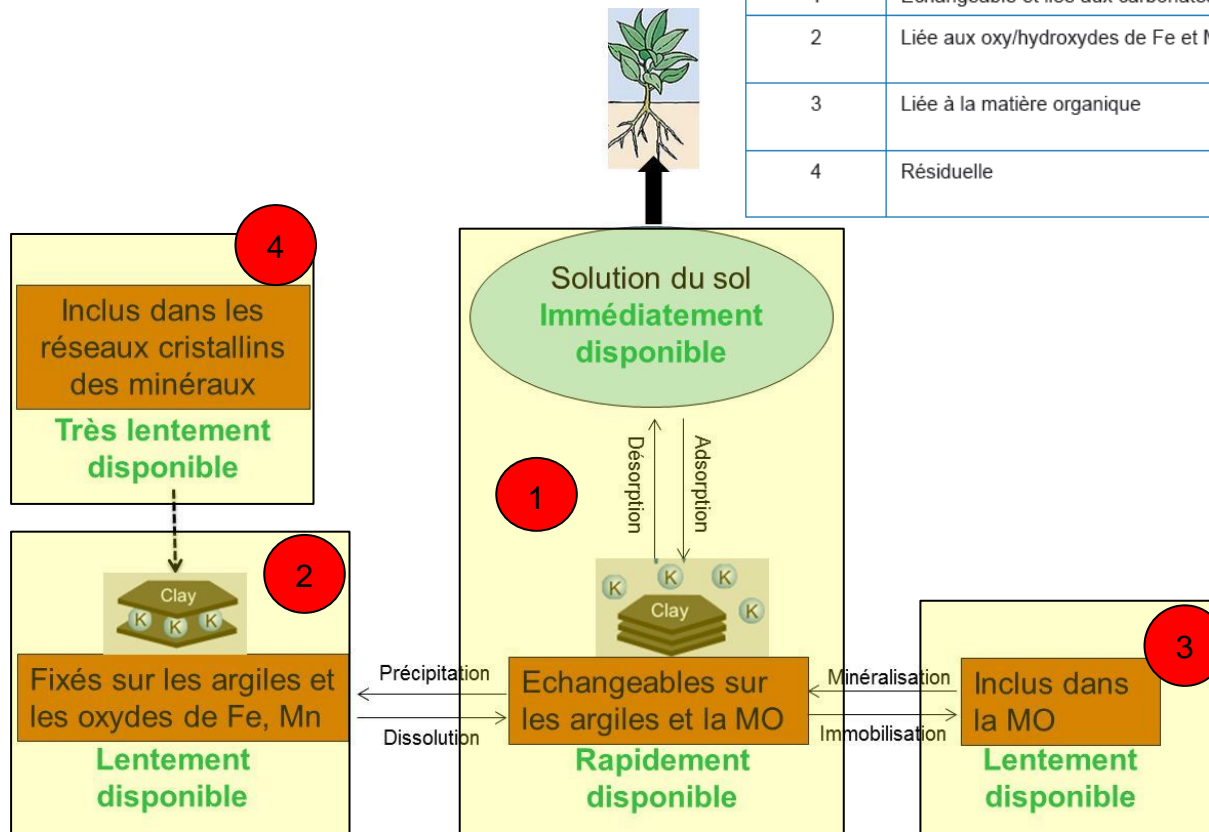 2 Liée aux oxy/hydroxydes de Fe et
3 Liée à la matière organique
4 Résiduelle
4
Inclus dans les
réseaux cristallins
des minéraux
Très lentement
disponible
Solution du sol
Immédiatement
disponible
Désorption
Adsorption
1
2
Clay
K K K
Fixés sur les argiles et
les oxydes de Fe, Mn
Lentement
disponible
Précipitation
Dissolution
K K K K
Clay
Echangeables sur
les argiles et la MO
Rapidement
disponible
Minéralisation
Immobilisation
3
Inclus dans
la MO
Lentement
disponible